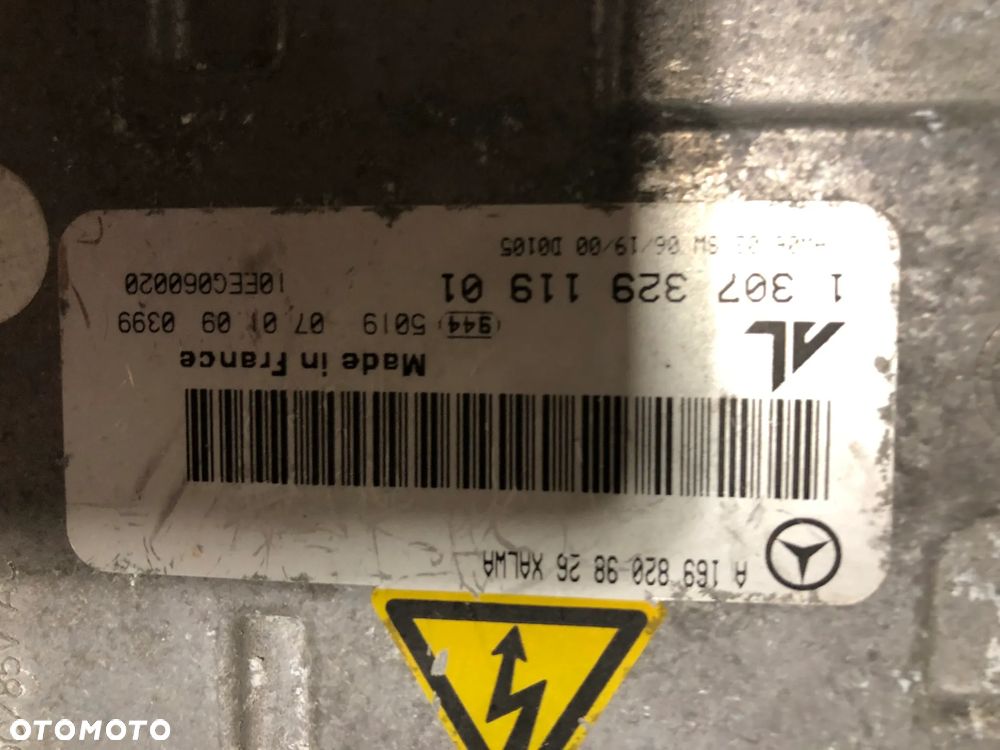 A 169 820 98 26 XALWA
Made in France
AL
944 5019 07 01 09 0399
1 307 329 119 01 10EEG060020
SW 06/19/00 D0105
OTOMOTO